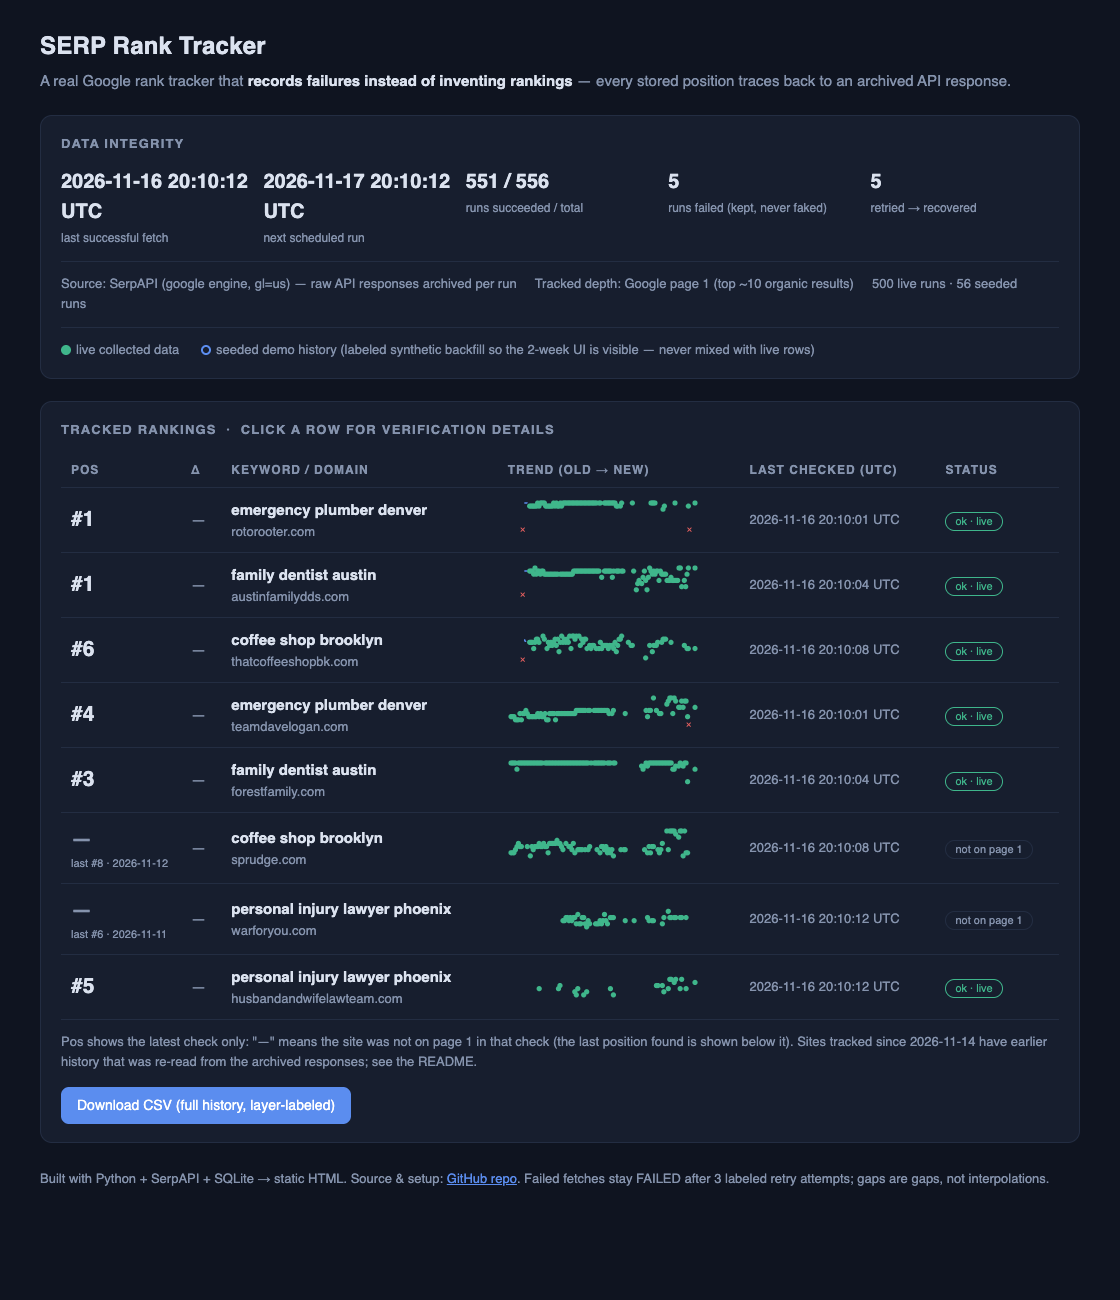 SERP Rank Tracker
A real Google rank tracker that records failures instead of inventing rankings — every stored position traces back to an archived API response.
DATA INTEGRITY
2026-11-16 20:10:12 UTC
last successful fetch
2026-11-17 20:10:12 UTC
next scheduled run
551 / 556
runs succeeded / total
5
runs failed (kept, never faked)
5
retried → recovered
Source: SerpAPI (google engine, gl=us) — raw API responses archived per run Tracked depth: Google page 1 (top ~10 organic results) 500 live runs · 56 seeded
runs
live collected data seeded demo history (labeled synthetic backfill so the 2-week UI is visible — never mixed with live rows)
TRACKED RANKINGS · CLICK A ROW FOR VERIFICATION DETAILS
POS Δ KEYWORD / DOMAIN TREND (OLD → NEW) LAST CHECKED (UTC) STATUS
#1 — emergency plumber denver 2026-11-16 20:10:01 UTC ok · live
rotorooter.com
#1 — family dentist austin 2026-11-16 20:10:04 UTC ok · live
austinfamilydds.com
#6 — coffee shop brooklyn 2026-11-16 20:10:08 UTC ok · live
thatcoffeeshopbk.com
#4 — emergency plumber denver 2026-11-16 20:10:01 UTC ok · live
teamdavelogan.com
#3 — family dentist austin 2026-11-16 20:10:04 UTC ok · live
forestfamily.com
— — coffee shop brooklyn 2026-11-16 20:10:08 UTC not on page 1
last #8 · 2026-11-12 sprudge.com
— — personal injury lawyer phoenix 2026-11-16 20:10:12 UTC not on page 1
last #6 · 2026-11-11 warforyou.com
#5 — personal injury lawyer phoenix 2026-11-16 20:10:12 UTC ok · live
husbandandwifelawteam.com
Pos shows the latest check only: "—" means the site was not on page 1 in that check (the last position found is shown below it). Sites tracked since 2026-11-14 have earlier
history that was re-read from the archived responses; see the README.
Download CSV (full history, layer-labeled)
Built with Python + SerpAPI + SQLite → static HTML. Source & setup: GitHub repo. Failed fetches stay FAILED after 3 labeled retry attempts; gaps are gaps, not interpolations.